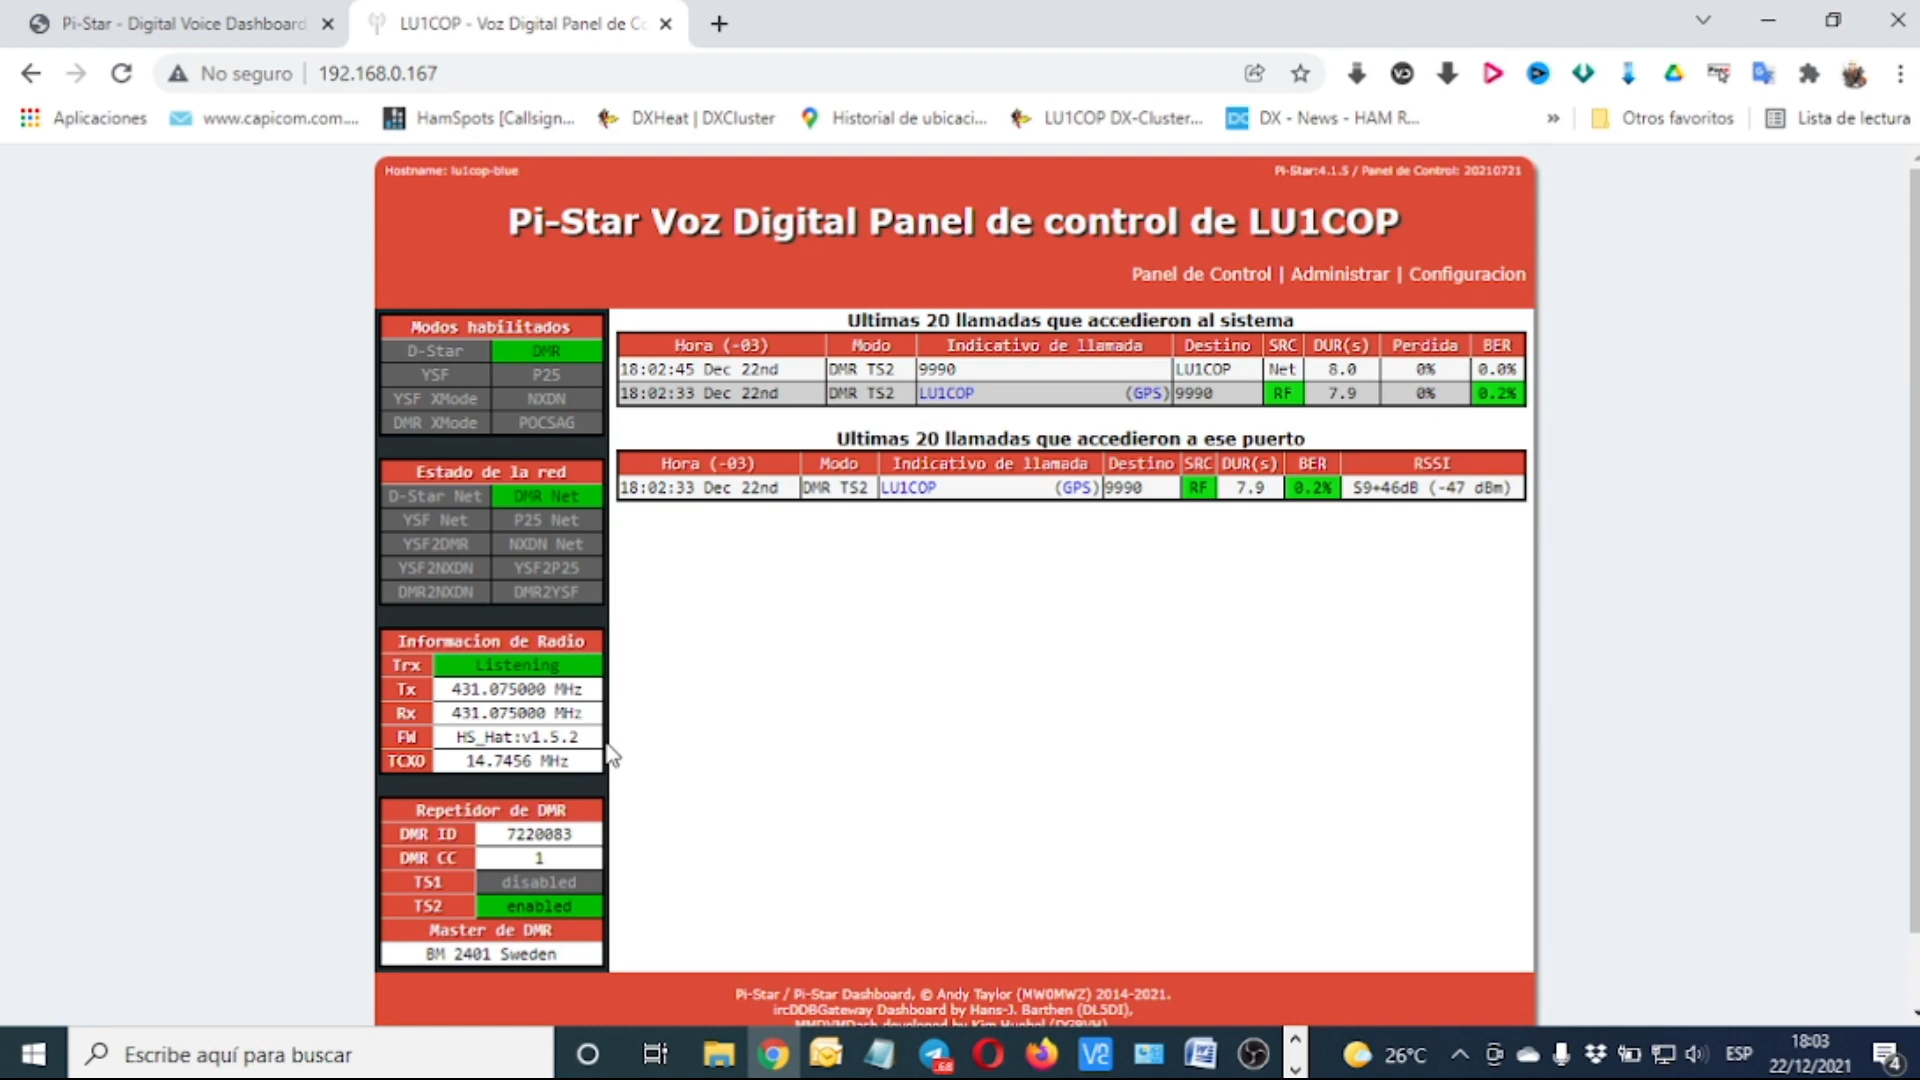 Pi-Star - Digital Voice Dashboard
LU1COP - Voz Digital Panel de Co
No seguro
192.168.0.167
Aplicaciones
www.capicom.com....
HamSpots [Callsign...
DXHeat | DXCluster
Historial de ubicaci...
LU1COP DX-Cluster...
DX - News - HAM R...
»
Otros favoritos
Lista de lectura
Hostname: lu1cop-blue
Pi-Star:4.1.5 / Panel de Control: 20210721
Pi-Star Voz Digital Panel de control de LU1COP
Panel de Control | Administrar | Configuracion
Modos habilitados
D-Star DMR
YSF P25
YSF XMode NXDN
DMR XMode POCSAG
Estado de la red
D-Star Net DMR Net
YSF Net P25 Net
YSF2DMR NXDN Net
YSF2NXDN YSF2P25
DMR2NXDN DMR2YSF
Informacion de Radio
Trx Listening
Tx 431.075000 MHz
Rx 431.075000 MHz
FW HS_Hat:v1.5.2
TCXO 14.7456 MHz
Repetidor de DMR
DMR ID 7220083
DMR CC 1
TS1 disabled
TS2 enabled
Master de DMR
BM 2401 Sweden
Ultimas 20 llamadas que accedieron al sistema
Hora (-03) Modo Indicativo de llamada Destino SRC DUR(s) Perdida BER
18:02:45 Dec 22nd DMR TS2 9990 LU1COP Net 8.0 0% 0.0%
18:02:33 Dec 22nd DMR TS2 LU1COP (GPS) 9990 RF 7.9 0% 0.2%
Ultimas 20 llamadas que accedieron a ese puerto
Hora (-03) Modo Indicativo de llamada Destino SRC DUR(s) BER RSSI
18:02:33 Dec 22nd DMR TS2 LU1COP (GPS) 9990 RF 7.9 0.2% S9+46dB (-47 dBm)
Pi-Star / Pi-Star Dashboard, © Andy Taylor (MW0MWZ) 2014-2021.
ircDDBGateway Dashboard by Hans-J. Barthen (DL5DI),
MMDVMDash developed by Kim Huebel (DG9VH)
Escribe aquí para buscar
26°C
ESP
18:03
22/12/2021
4